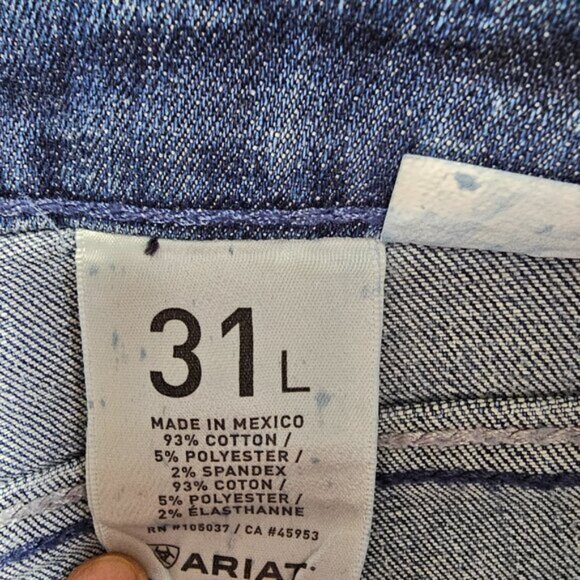 31 L
MADE IN MEXICO
93% COTTON /
5% POLYESTER /
2% SPANDEX
93% COTON /
5% POLYESTER /
2% ÉLASTHANNE
RN #105037 / CA #45953
ARIAT